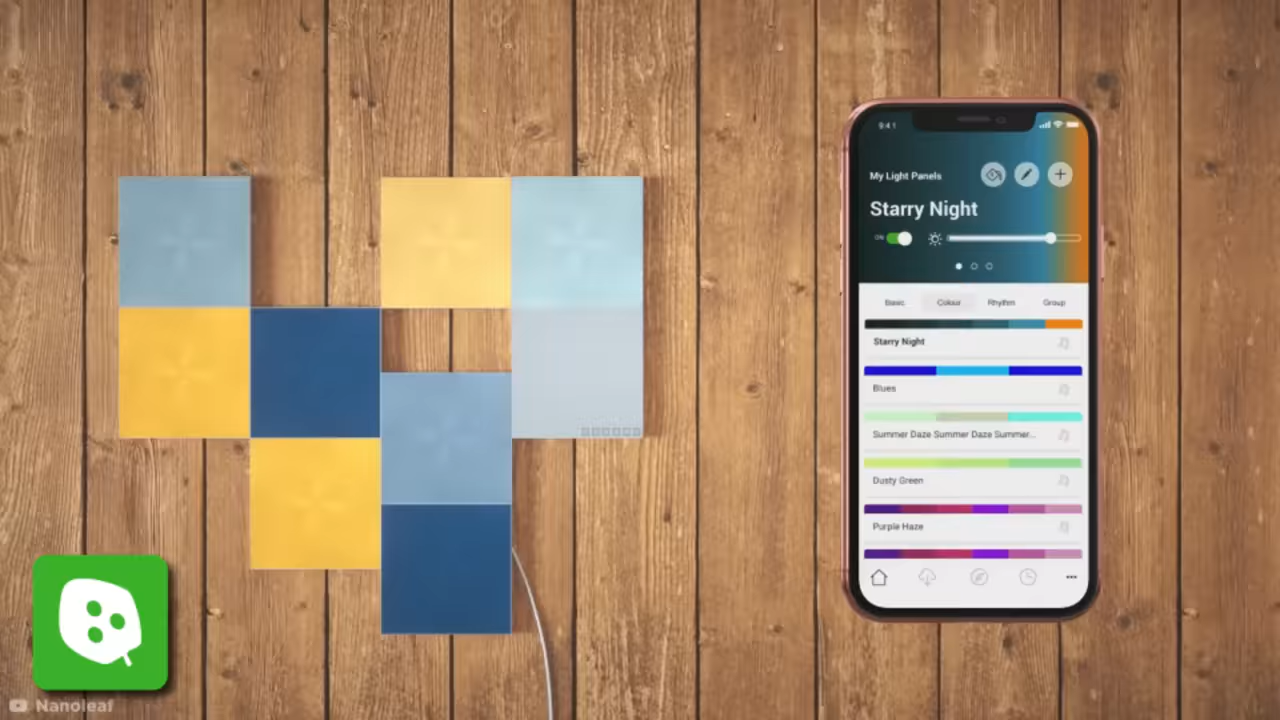 9:41
My Light Panels
Starry Night
ON
Basic Colour Rhythm Group
Starry Night
Blues
Summer Daze Summer Daze Summer...
Dusty Green
Purple Haze
Nanoleaf